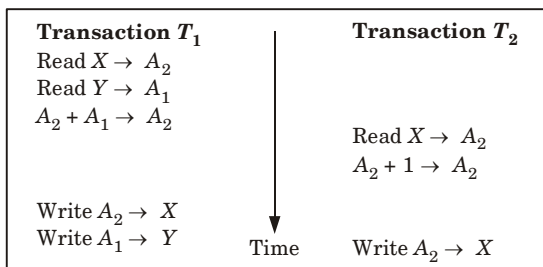 Transaction T₁
Read X → A₂
Read Y → A₁
A₂ + A₁ → A₂
Write A₂ → X
Write A₁ → Y
Time
Transaction T₂
Read X → A₂
A₂ + 1 → A₂
Write A₂ → X